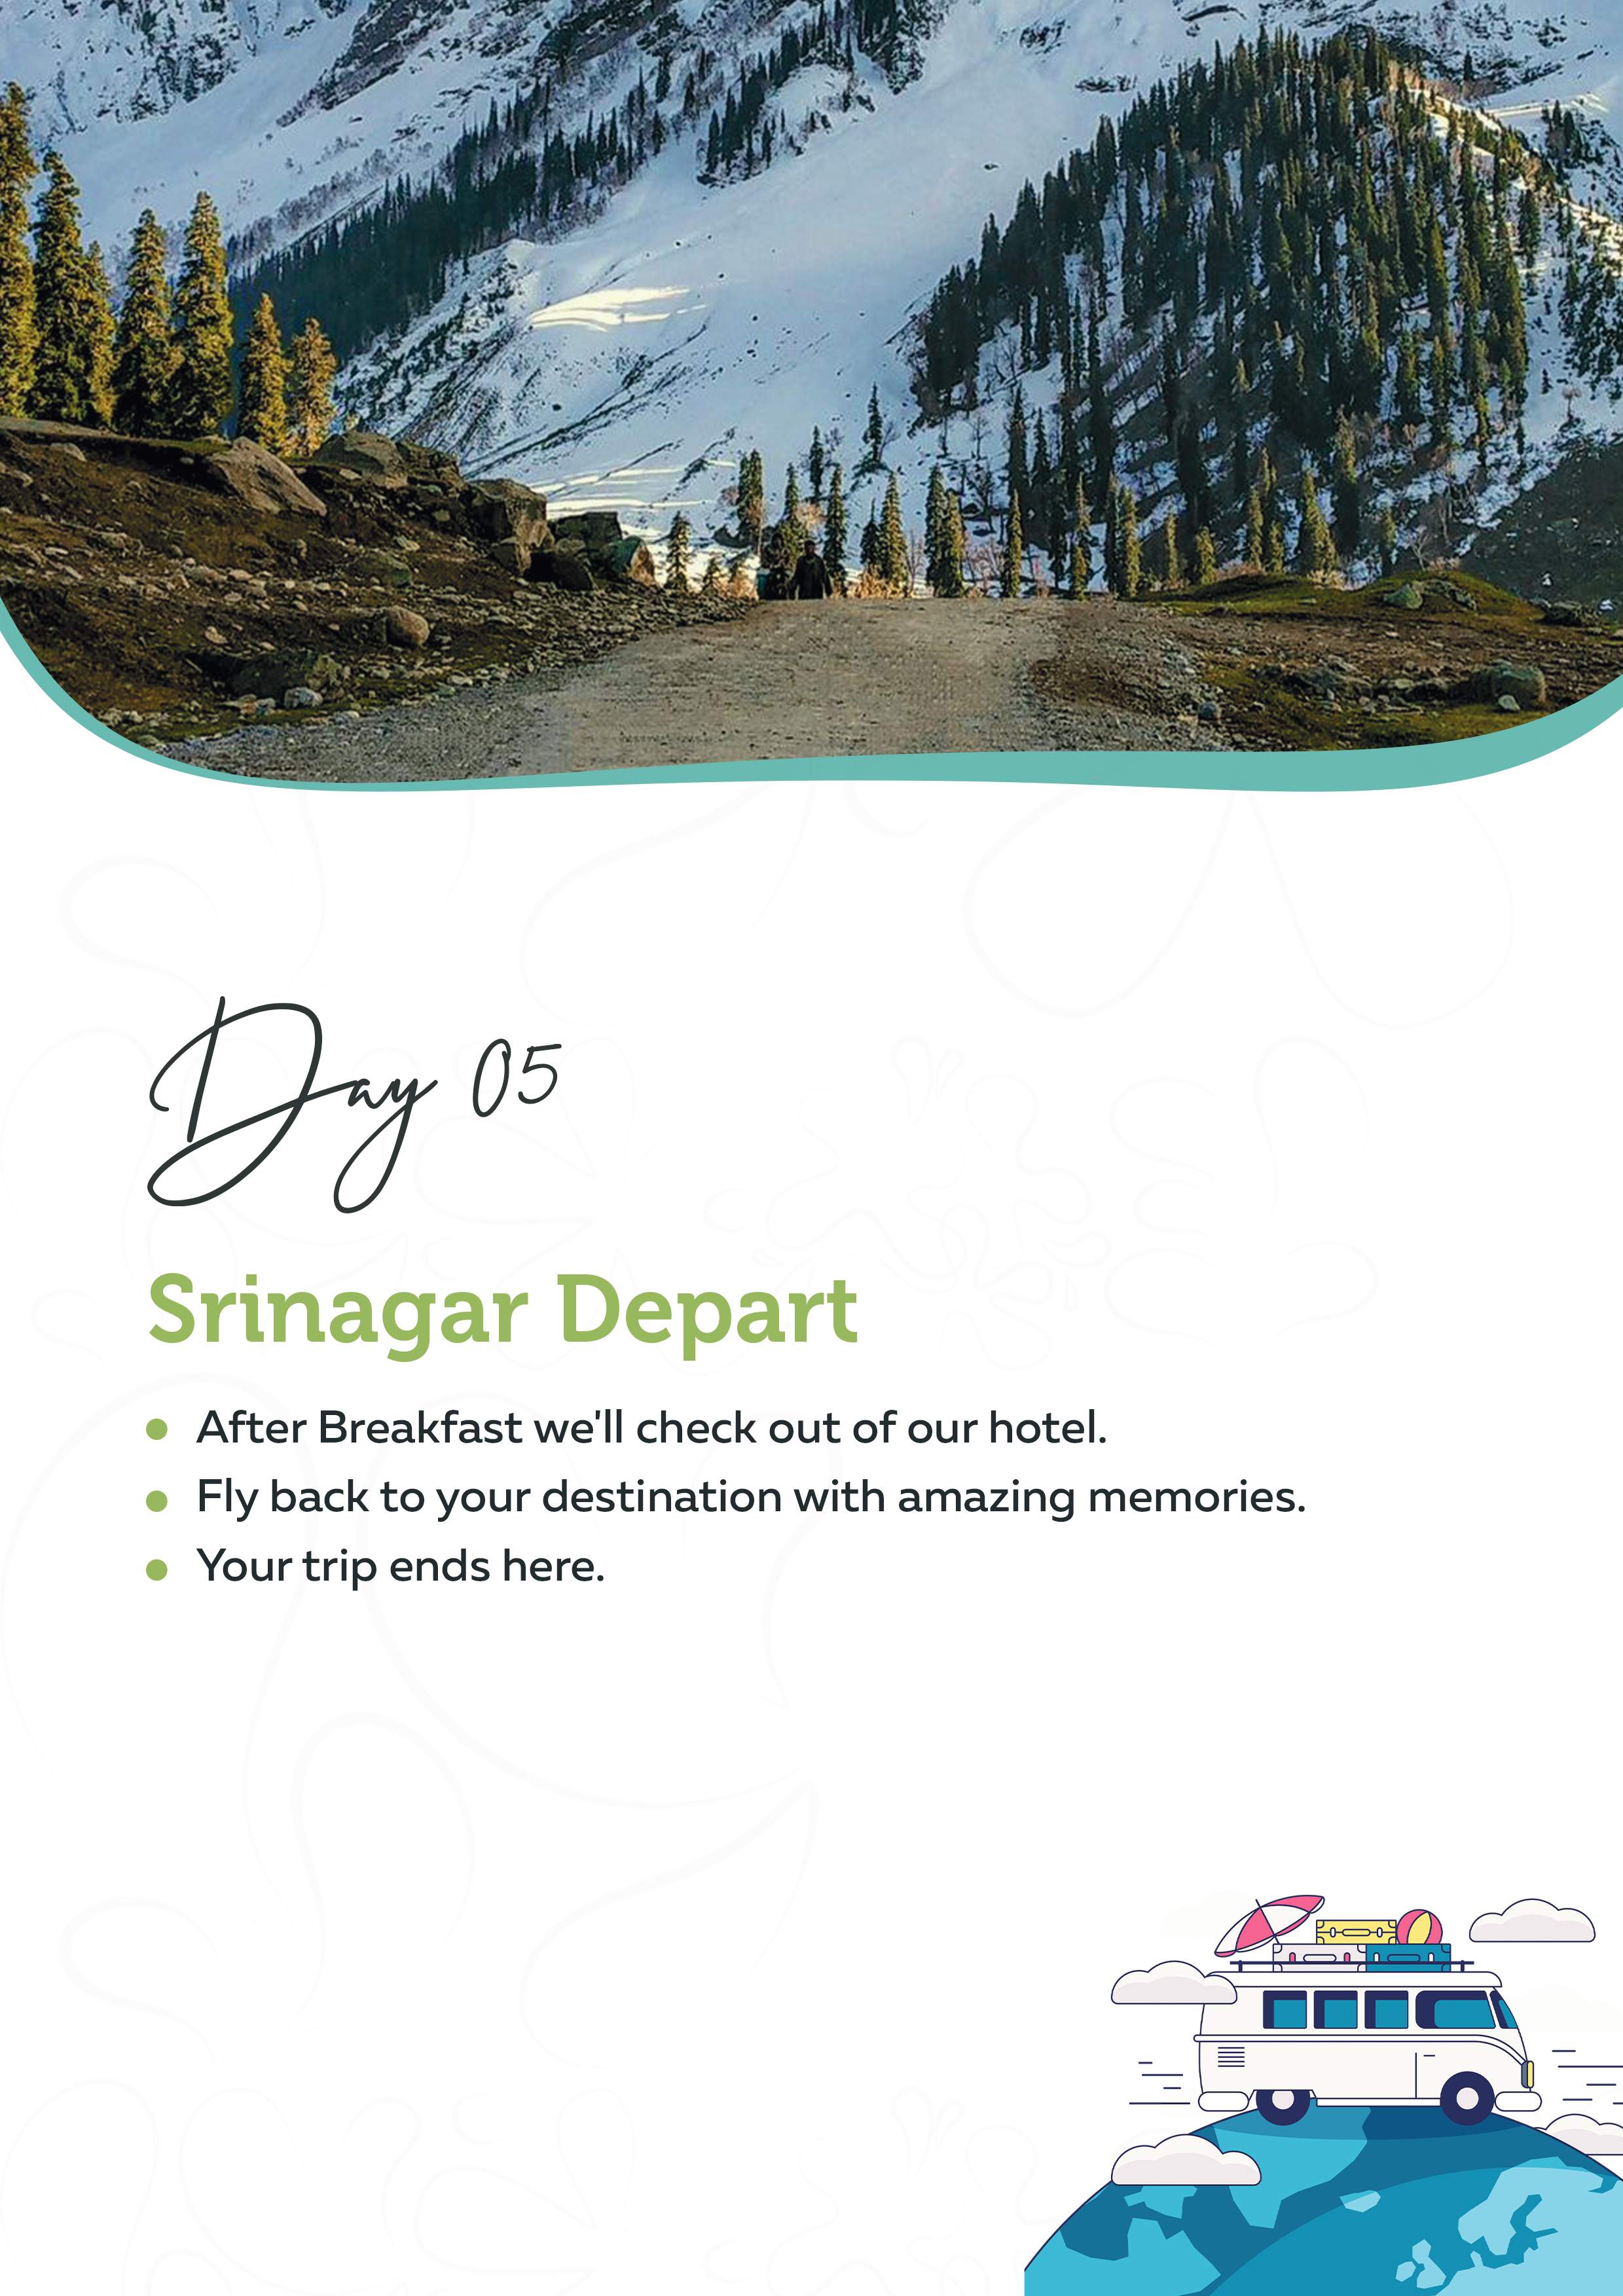 Day 05
Srinagar Depart
After Breakfast we'll check out of our hotel.
Fly back to your destination with amazing memories.
Your trip ends here.